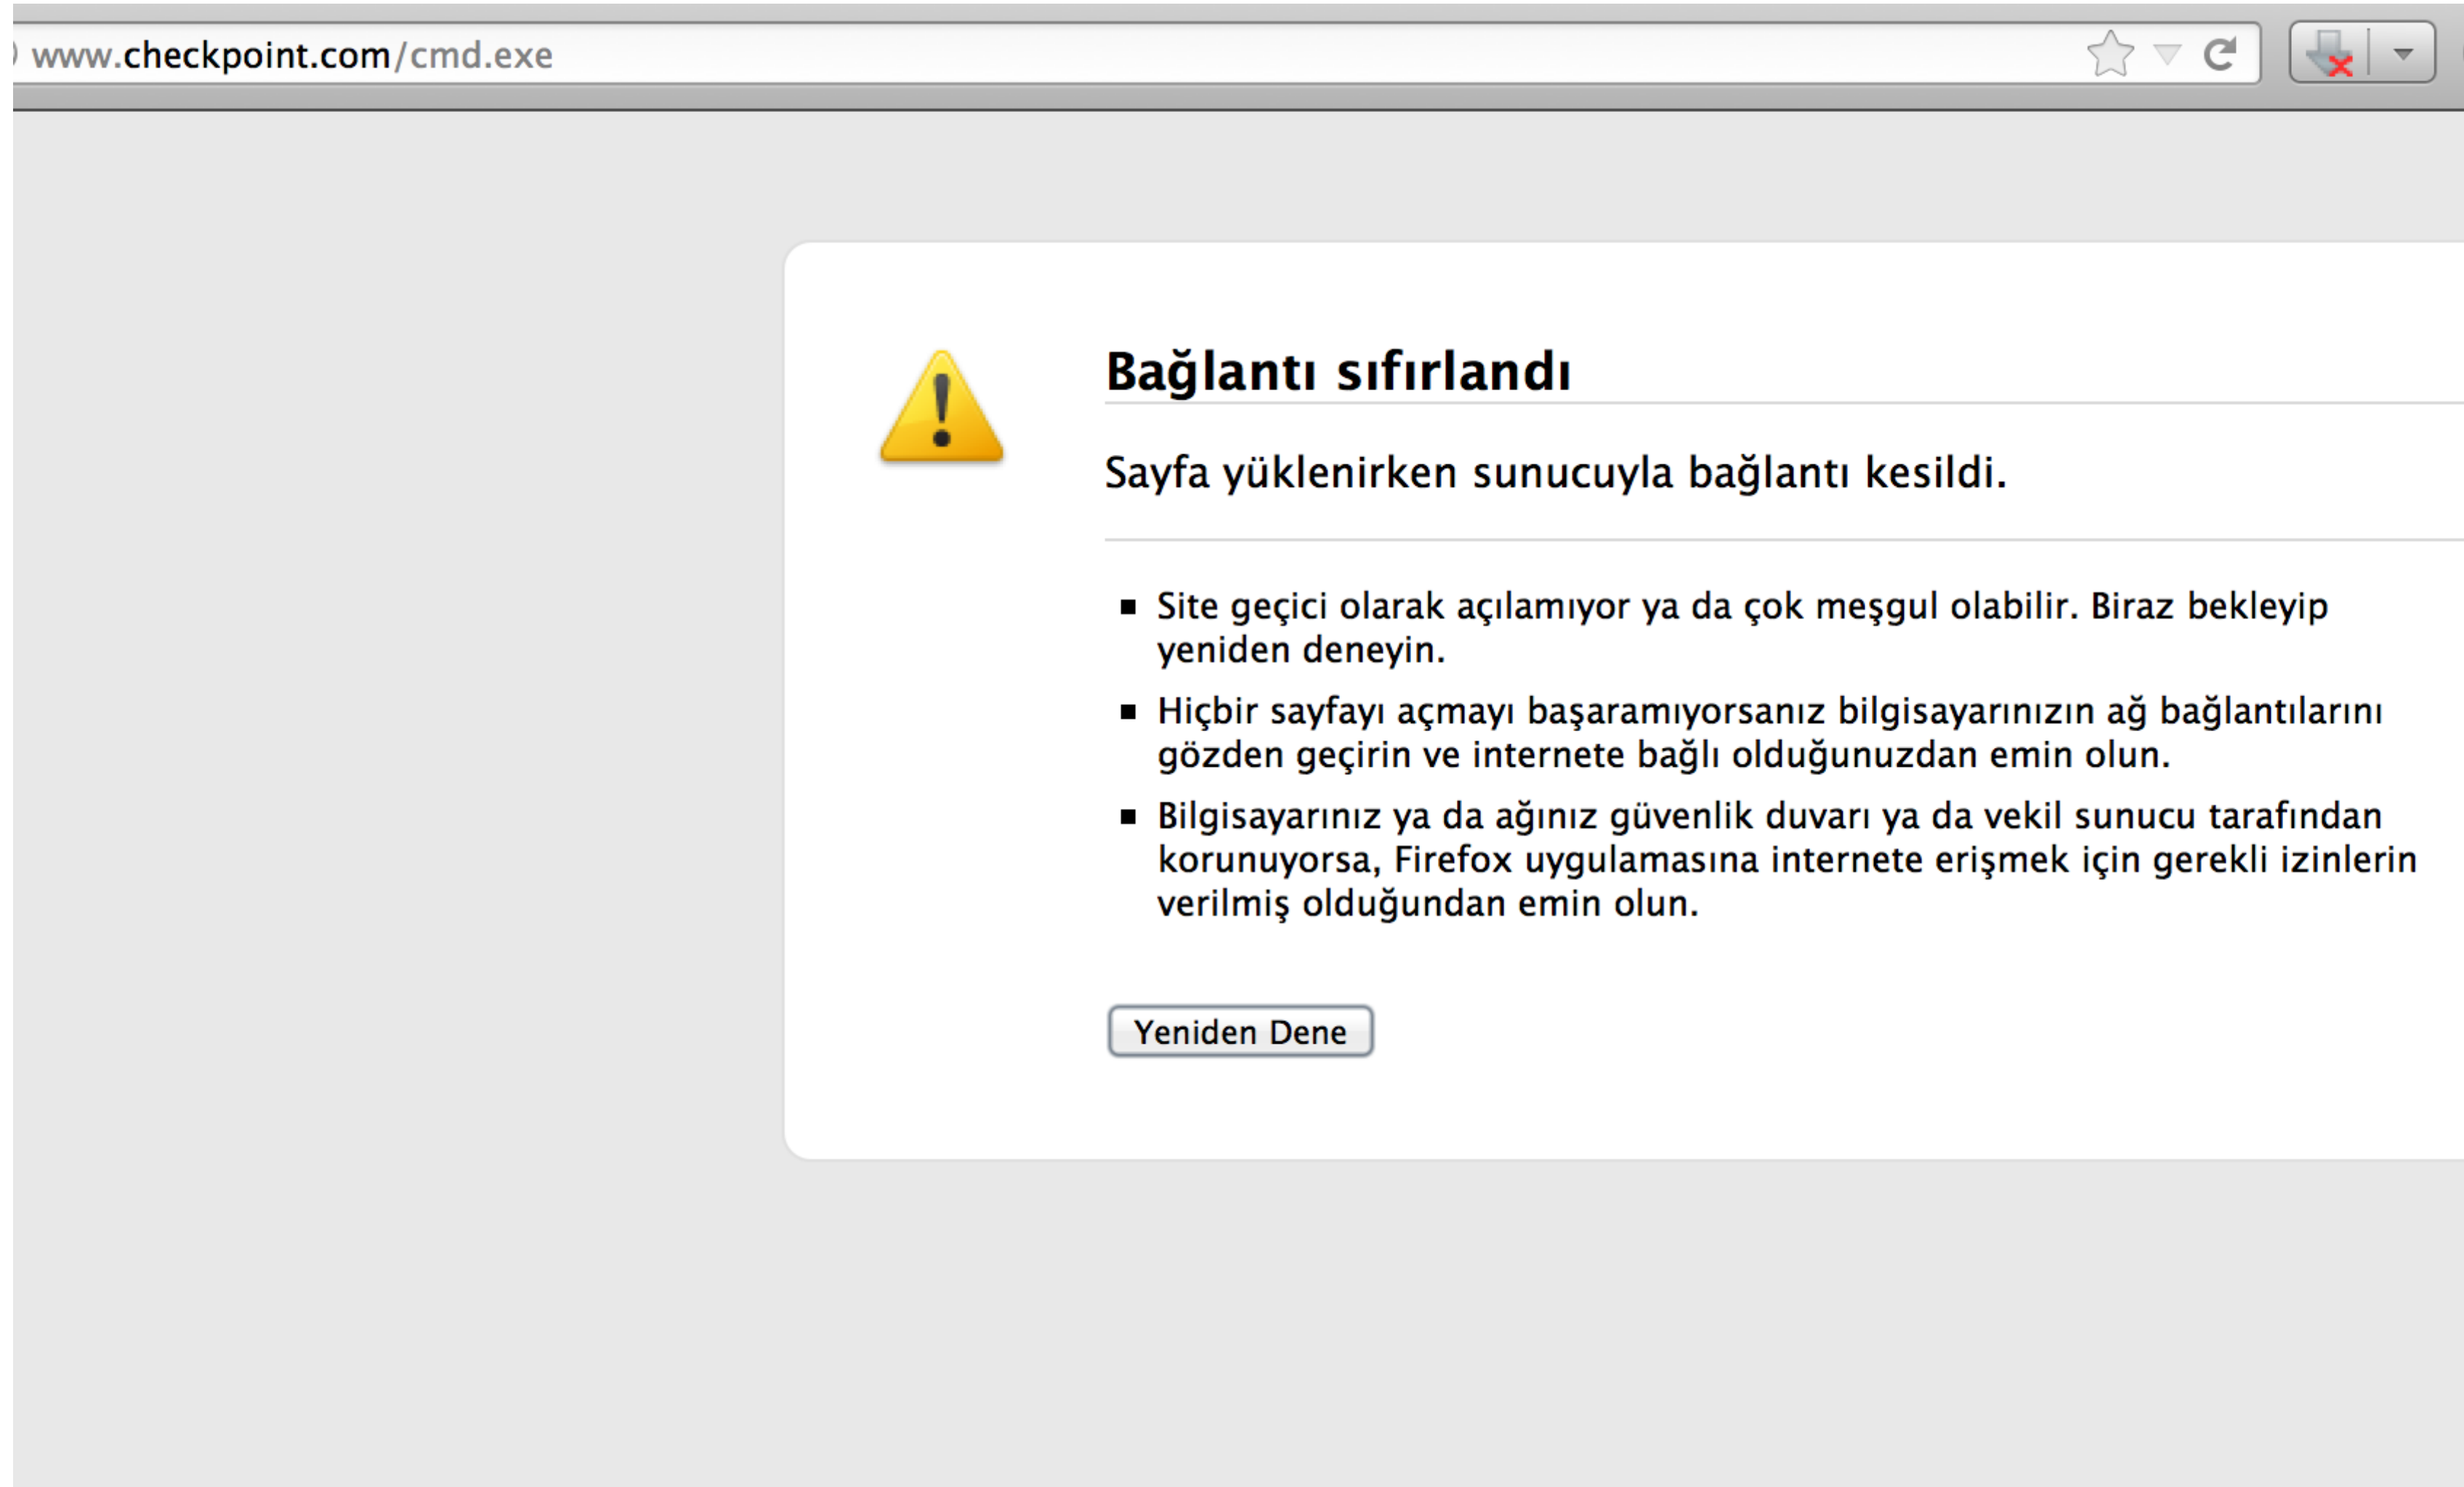 www.checkpoint.com/cmd.exe
Bağlantı sıfırlandı
Sayfa yüklenirken sunucuyla bağlantı kesildi.
Site geçici olarak açılamıyor ya da çok meşgul olabilir. Biraz bekleyip
yeniden deneyin.
Hiçbir sayfayı açmayı başaramıyorsanız bilgisayarınızın ağ bağlantılarını
gözden geçirin ve internete bağlı olduğunuzdan emin olun.
Bilgisayarınız ya da ağınız güvenlik duvarı ya da vekil sunucu tarafından
korunuyorsa, Firefox uygulamasına internete erişmek için gerekli izinlerin
verilmiş olduğundan emin olun.
Yeniden Dene